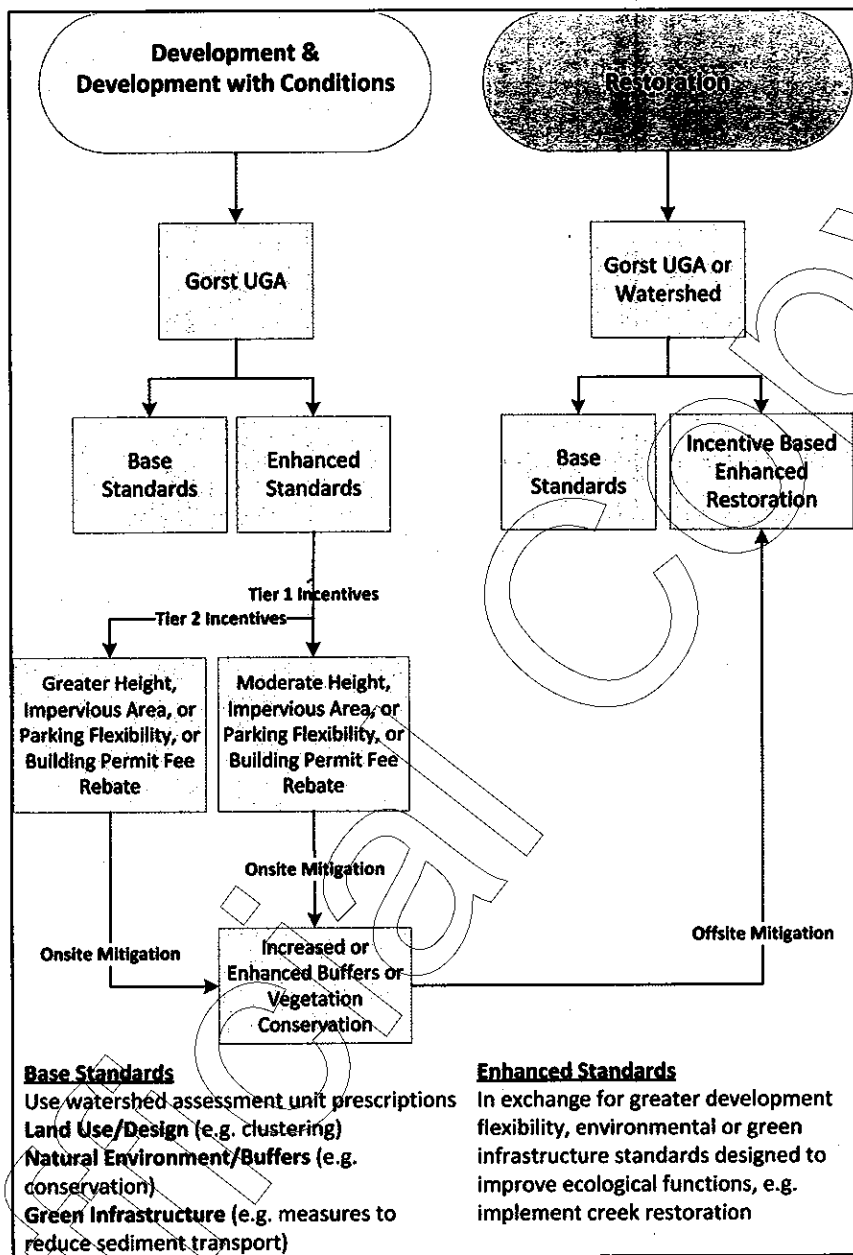 Development &
Development with Conditions
Restoration
Gorst UGA
Gorst UGA or
Watershed
Base
Standards
Enhanced
Standards
Base
Standards
Incentive Based
Enhanced
Restoration
Tier 1 Incentives
Tier 2 Incentives
Greater Height,
Impervious Area, or
Parking Flexibility, or
Building Permit Fee
Rebate
Moderate Height,
Impervious Area, or
Parking Flexibility, or
Building Permit Fee
Rebate
Onsite Mitigation
Onsite Mitigation
Offsite Mitigation
Increased or
Enhanced Buffers or
Vegetation
Conservation
Base Standards
Use watershed assessment unit prescriptions
Land Use/Design (e.g. clustering)
Natural Environment/Buffers (e.g.
conservation)
Green Infrastructure (e.g. measures to
reduce sediment transport)
Enhanced Standards
In exchange for greater development
flexibility, environmental or green
infrastructure standards designed to
improve ecological functions, e.g.
implement creek restoration